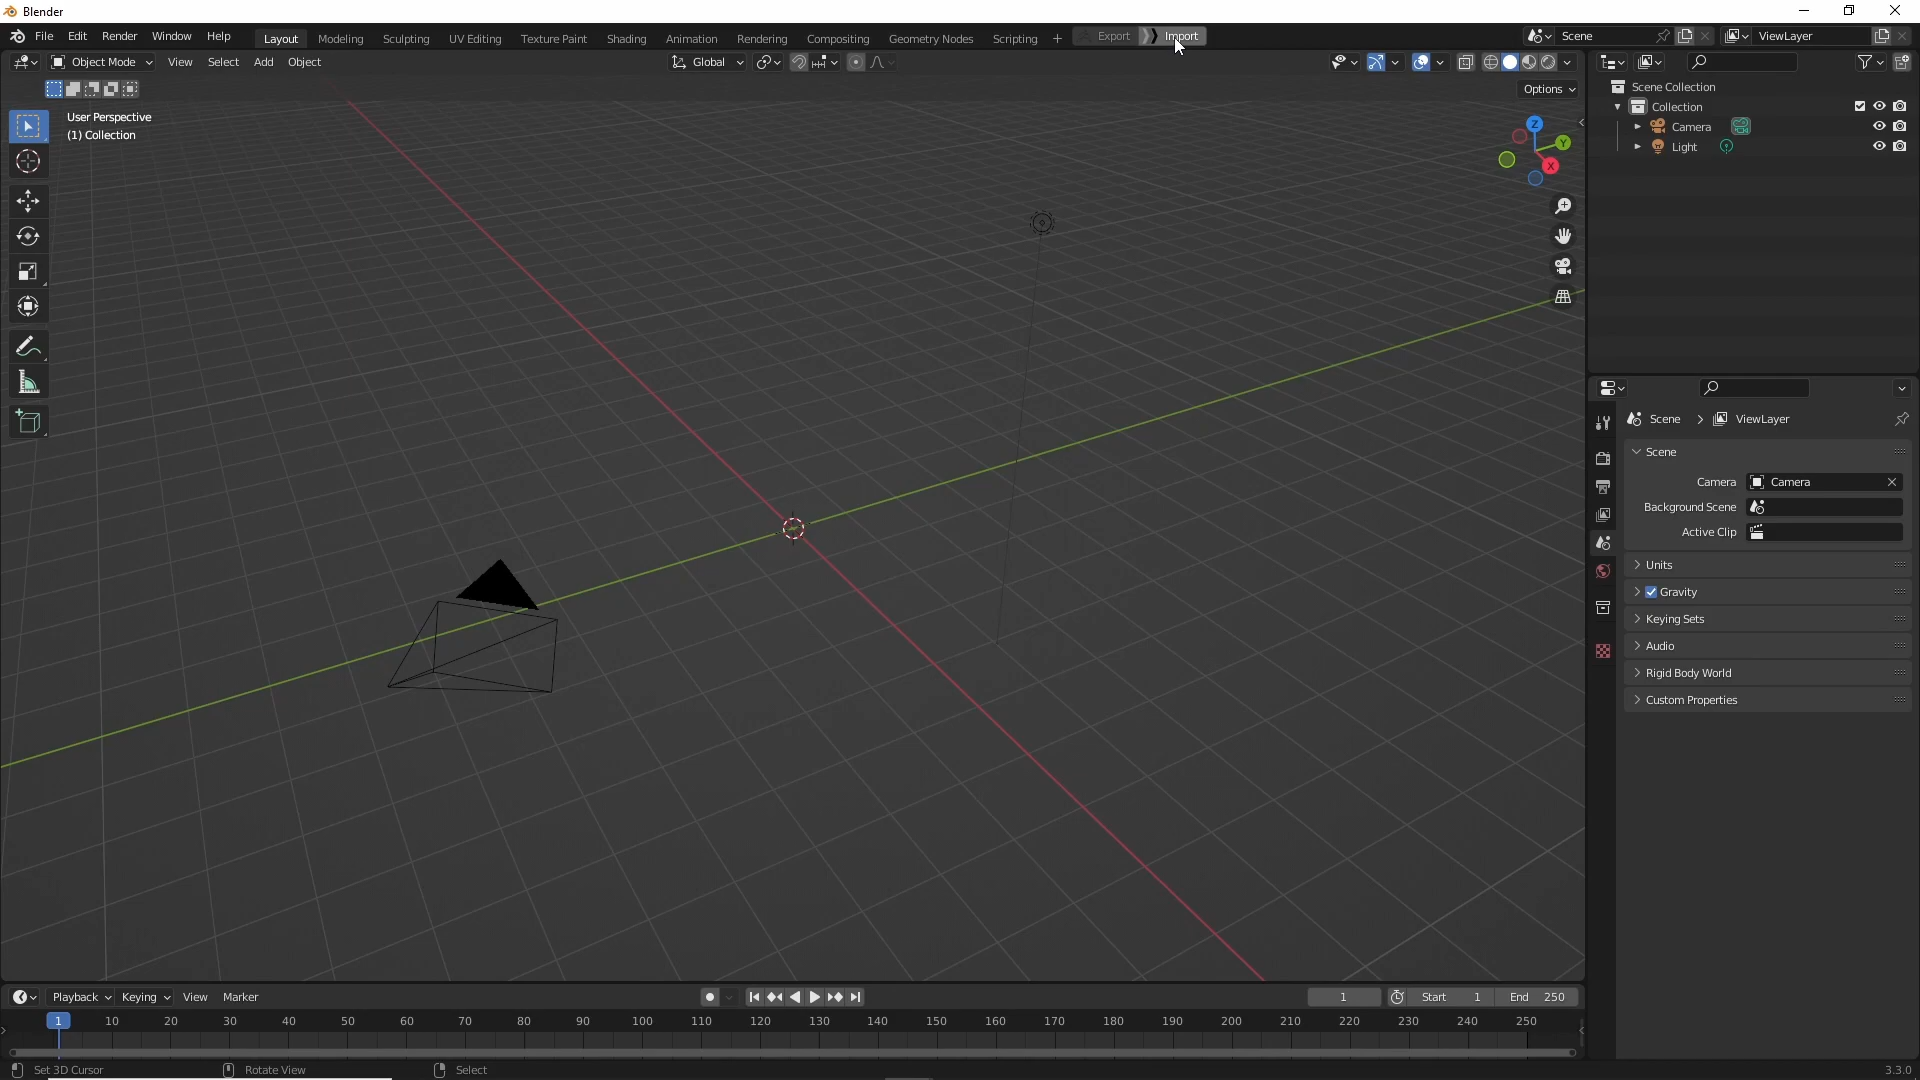 Blender
File Edit Render Window Help Layout Modeling Sculpting UV Editing Texture Paint Shading Animation Rendering Compositing Geometry Nodes Scripting + Export Import Scene ViewLayer
Object Mode View Select Add Object Global
Options
User Perspective
(1) Collection
Z
Y
X
Scene Collection
Collection
Camera
Light
Scene > ViewLayer
Scene
Camera Camera
Background Scene
Active Clip
Units
Gravity
Keying Sets
Audio
Rigid Body World
Custom Properties
Playback Keying View Marker 1 Start 1 End 250
1 10 20 30 40 50 60 70 80 90 100 110 120 130 140 150 160 170 180 190 200 210 220 230 240 250
Set 3D Cursor Rotate View Select 3.3.0